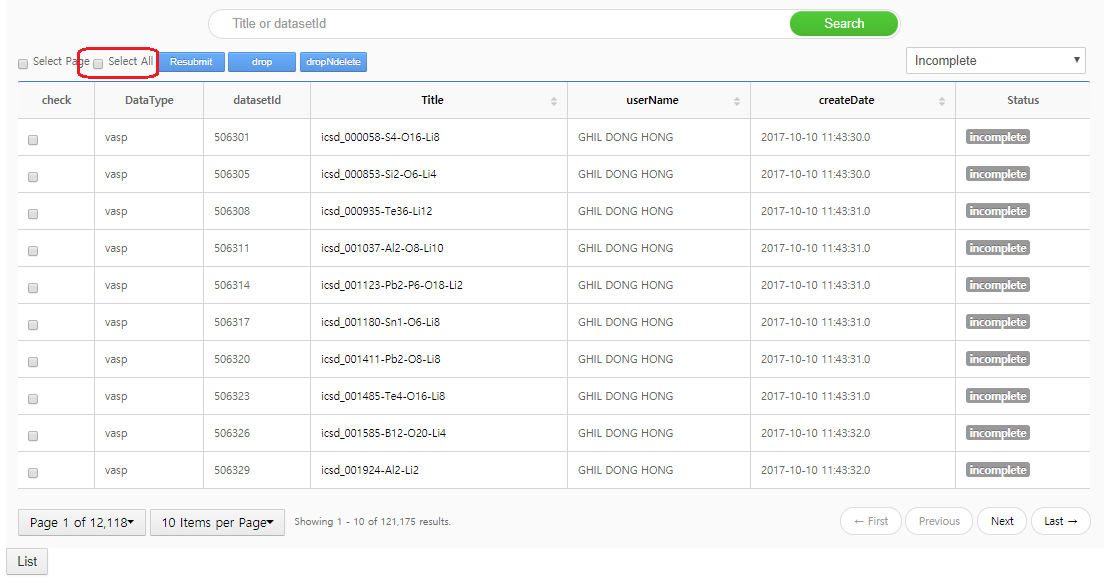 Title or datasetId Search
Select Page Select All Resubmit drop dropNdelete Incomplete
check DataType datasetId Title userName createDate Status
vasp 506301 icsd_000058-S4-O16-Li8 GHIL DONG HONG 2017-10-10 11:43:30.0 incomplete
vasp 506305 icsd_000853-Si2-O6-Li4 GHIL DONG HONG 2017-10-10 11:43:30.0 incomplete
vasp 506308 icsd_000935-Te36-Li12 GHIL DONG HONG 2017-10-10 11:43:31.0 incomplete
vasp 506311 icsd_001037-Al2-O8-Li10 GHIL DONG HONG 2017-10-10 11:43:31.0 incomplete
vasp 506314 icsd_001123-Pb2-P6-O18-Li2 GHIL DONG HONG 2017-10-10 11:43:31.0 incomplete
vasp 506317 icsd_001180-Sn1-O6-Li8 GHIL DONG HONG 2017-10-10 11:43:31.0 incomplete
vasp 506320 icsd_001411-Pb2-O8-Li8 GHIL DONG HONG 2017-10-10 11:43:31.0 incomplete
vasp 506323 icsd_001485-Te4-O16-Li8 GHIL DONG HONG 2017-10-10 11:43:31.0 incomplete
vasp 506326 icsd_001585-B12-O20-Li4 GHIL DONG HONG 2017-10-10 11:43:32.0 incomplete
vasp 506329 icsd_001924-Al2-Li2 GHIL DONG HONG 2017-10-10 11:43:32.0 incomplete
Page 1 of 12,118 10 Items per Page Showing 1 - 10 of 121,175 results. ← First Previous Next Last →
List